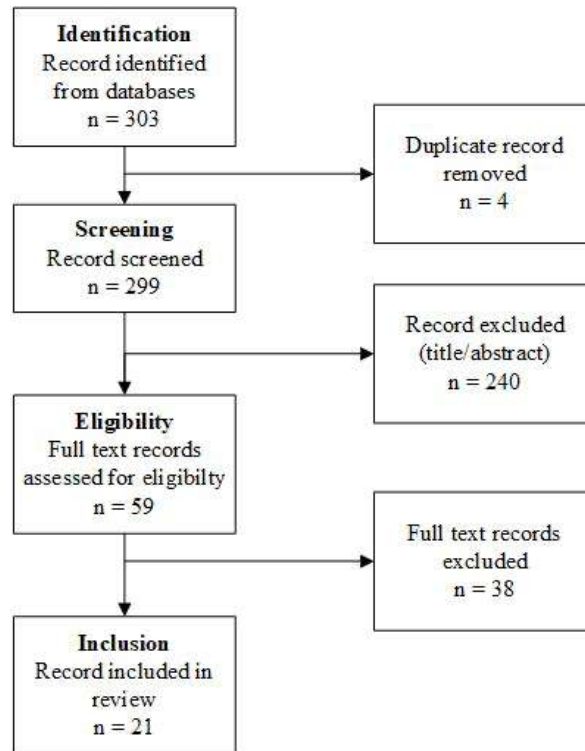 Identification
Record identified
from databases
n = 303
Duplicate record
removed
n = 4
Screening
Record screened
n = 299
Record excluded
(title/abstract)
n = 240
Eligibility
Full text records
assessed for eligibilty
n = 59
Full text records
excluded
n = 38
Inclusion
Record included in
review
n = 21